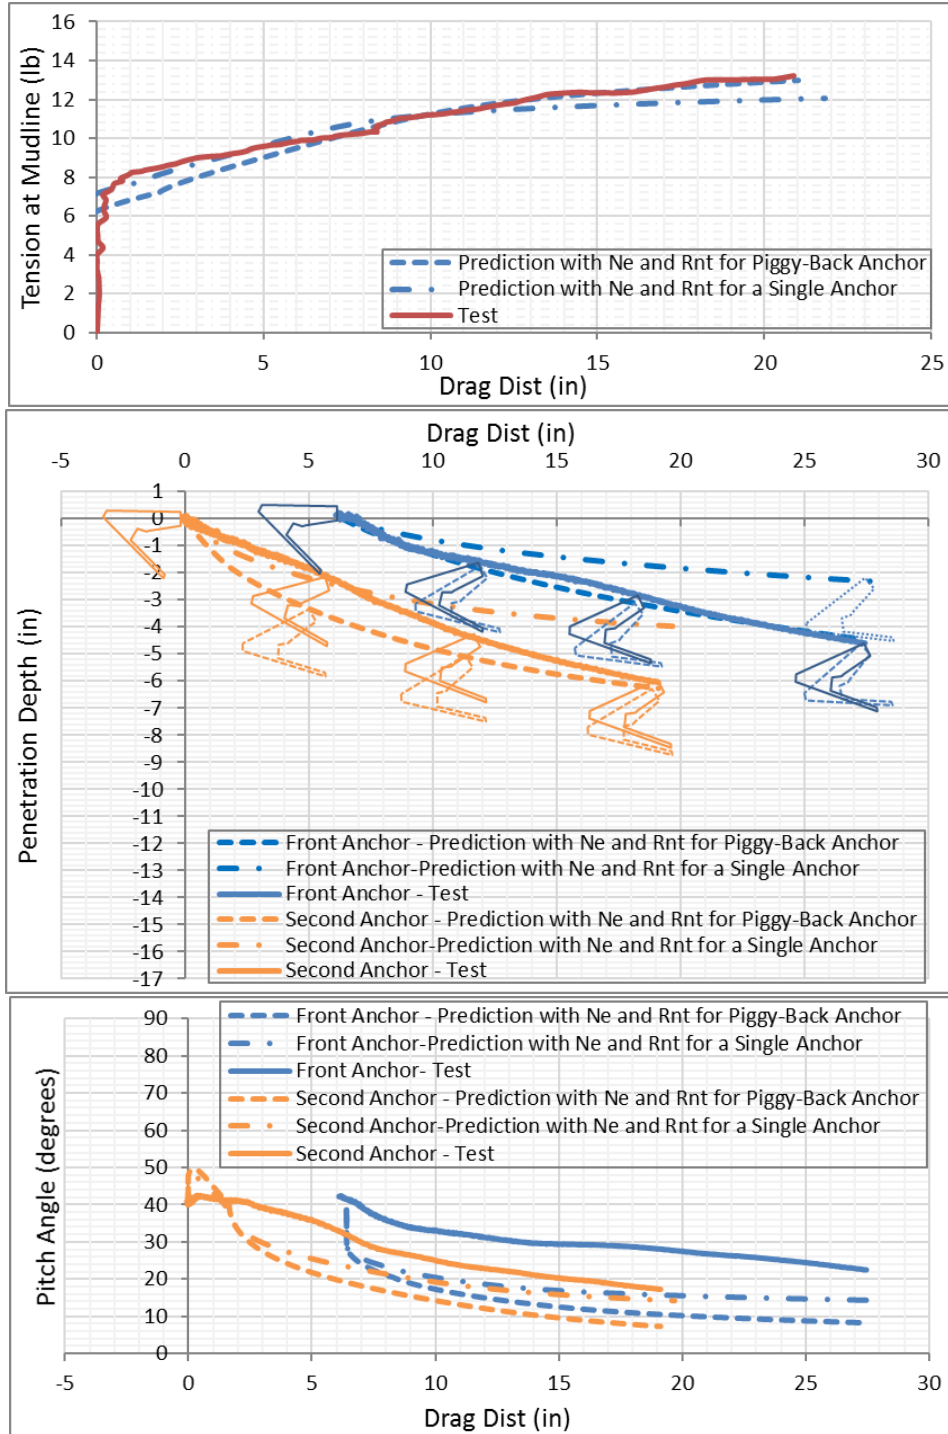 16
14
12
10
8
6
4
2
0
Tension at Mudline (lb)
Prediction with Ne and Rnt for Piggy-Back Anchor
Prediction with Ne and Rnt for a Single Anchor
Test
0 5 10 15 20 25
Drag Dist (in)
Drag Dist (in)
-5 0 5 10 15 20 25 30
1
0
-1
-2
-3
-4
-5
-6
-7
-8
-9
-10
-11
-12
-13
-14
-15
-16
-17
Penetration Depth (in)
Front Anchor - Prediction with Ne and Rnt for Piggy-Back Anchor
Front Anchor-Prediction with Ne and Rnt for a Single Anchor
Front Anchor - Test
Second Anchor - Prediction with Ne and Rnt for Piggy-Back Anchor
Second Anchor-Prediction with Ne and Rnt for a Single Anchor
Second Anchor - Test
90
80
70
60
50
40
30
20
10
0
Pitch Angle (degrees)
Front Anchor - Prediction with Ne and Rnt for Piggy-Back Anchor
Front Anchor-Prediction with Ne and Rnt for a Single Anchor
Front Anchor- Test
Second Anchor - Prediction with Ne and Rnt for Piggy-Back Anchor
Second Anchor-Prediction with Ne and Rnt for a Single Anchor
Second Anchor - Test
-5 0 5 10 15 20 25 30
Drag Dist (in)